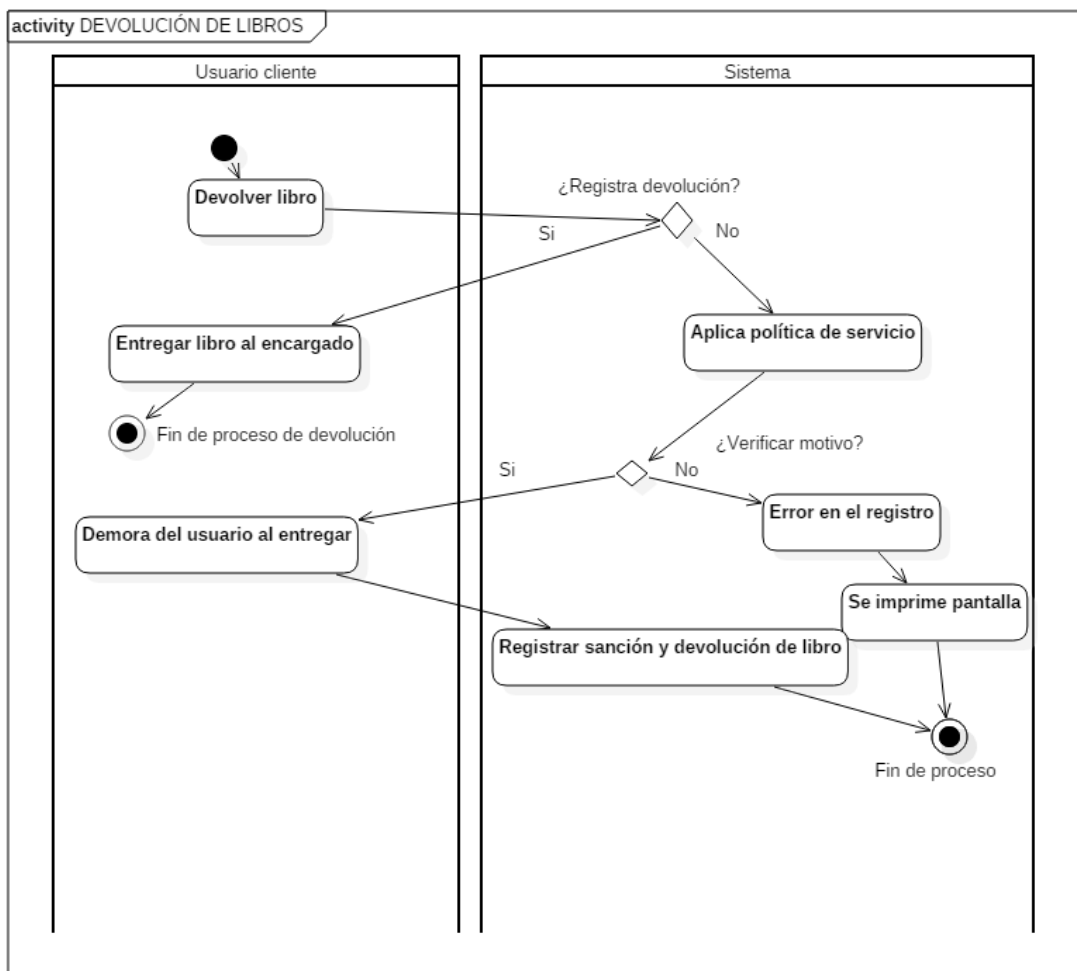 activity DEVOLUCIÓN DE LIBROS
Usuario cliente
Sistema
Devolver libro
¿Registra devolución?
Si
No
Entregar libro al encargado
Aplica política de servicio
Fin de proceso de devolución
¿Verificar motivo?
Si
No
Demora del usuario al entregar
Error en el registro
Se imprime pantalla
Registrar sanción y devolución de libro
Fin de proceso